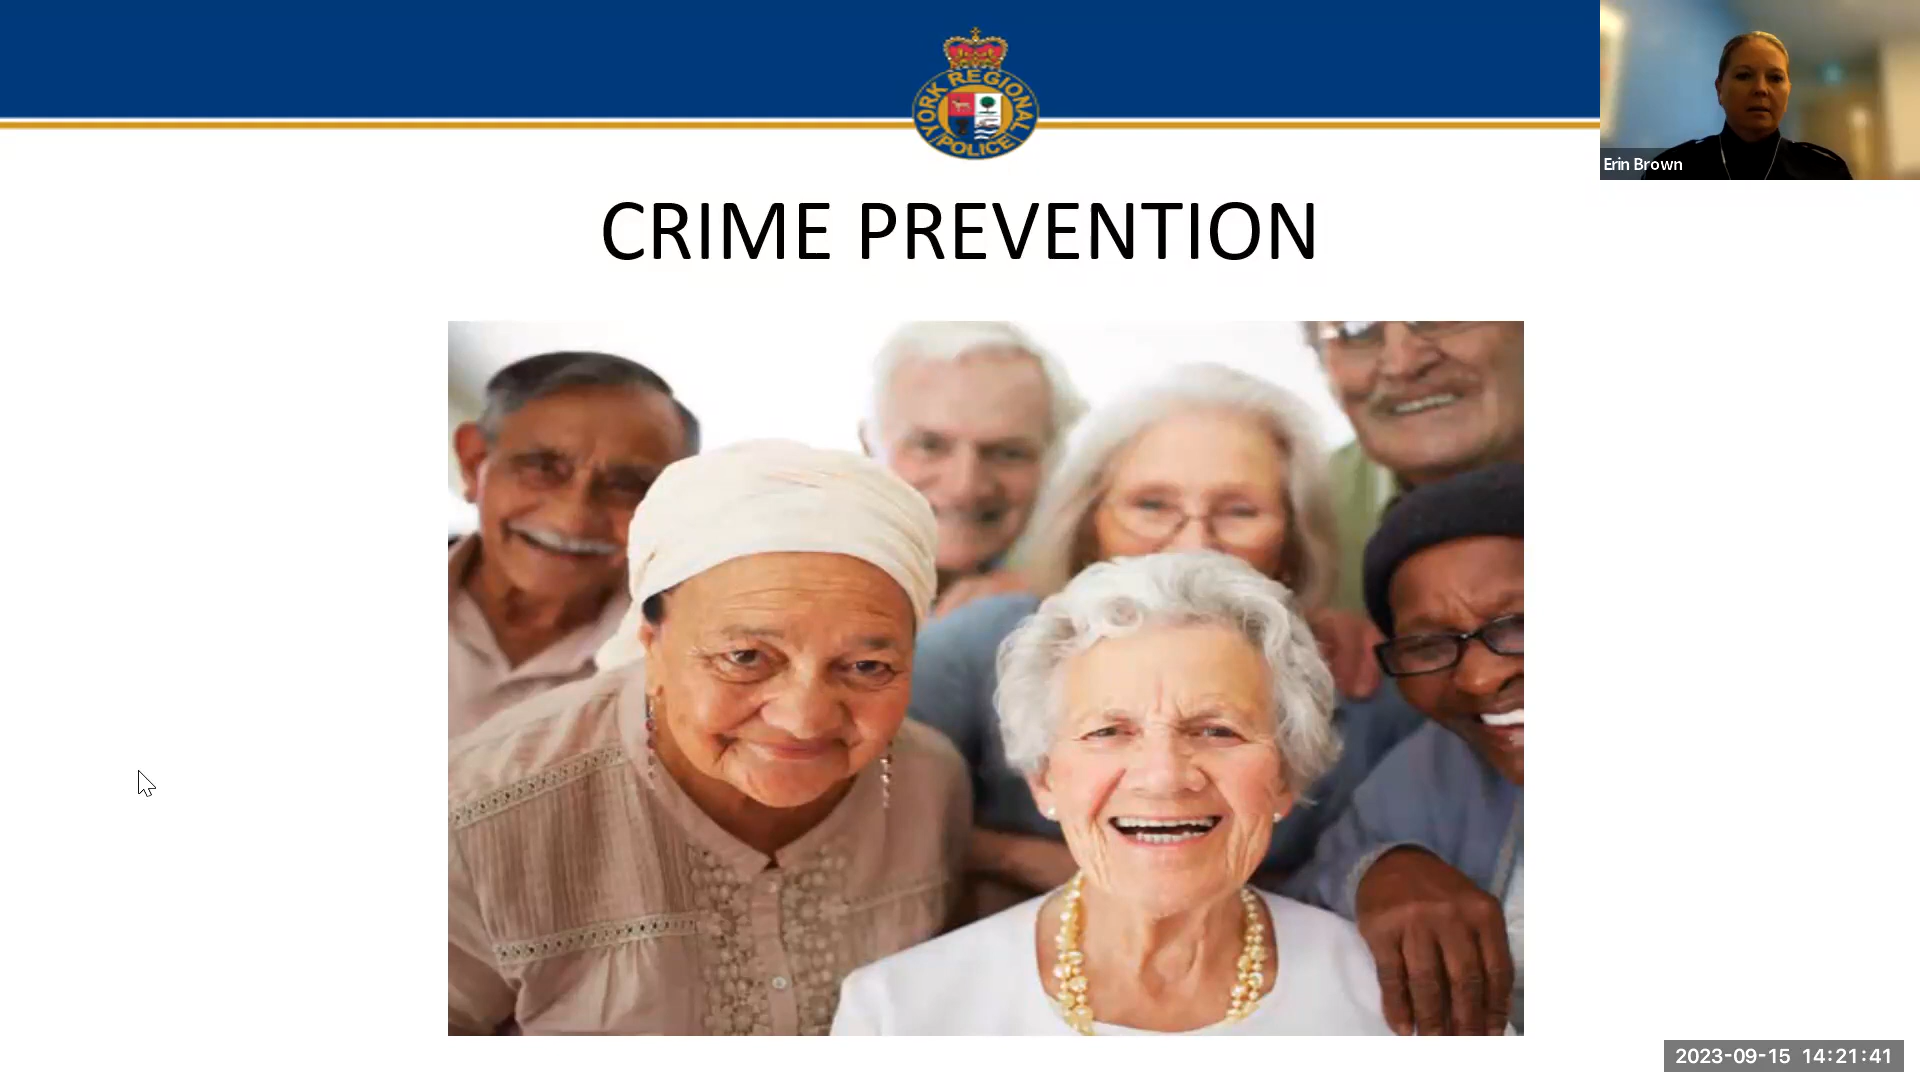 YORK REGIONAL
POLICE
Erin Brown
CRIME PREVENTION
2023-09-15 14:21:41